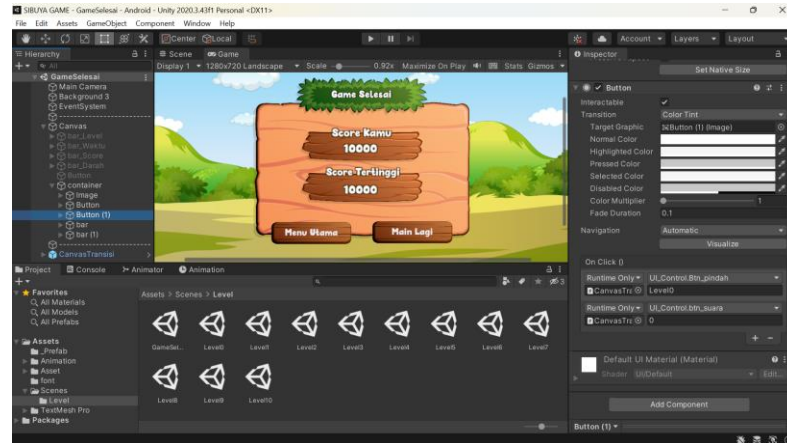 SIBUYA GAME - GameSelesai - Android - Unity 2020.3.43f1 Personal <DX11>
File Edit Assets GameObject Component Window Help
Center Local
Account Layers Layout
Hierarchy
All
GameSelesai
Main Camera
Background 3
EventSystem
Canvas
bar_Level
bar_Waktu
bar_Score
bar_Darah
Button
container
Image
Button
Button (1)
bar
bar (1)
CanvasTransisi
Scene Game
Display 1 1280x720 Landscape Scale 0.92x Maximize On Play Stats Gizmos
Game Selesai
Score Kamu
10000
Score Tertinggi
10000
Menu Utama Main Lagi
Inspector
Set Native Size
Button
Interactable
Transition Color Tint
Target Graphic Button (1) (Image)
Normal Color
Highlighted Color
Pressed Color
Selected Color
Disabled Color
Color Multiplier 1
Fade Duration 0.1
Navigation Automatic
Visualize
On Click ()
Runtime Only UI_Control.Btn_pindah
CanvasTra Level0
Runtime Only UI_Control.btn_suara
CanvasTra 0
Default UI Material (Material)
Shader UI/Default Edit...
Add Component
Button (1)
Project Console Animator Animation
3
Favorites
All Materials
All Models
All Prefabs
Assets
_Prefab
Animation
Asset
font
Scenes
Level
TextMesh Pro
Packages
Assets > Scenes > Level
GameSel... Level0 Level1 Level2 Level3 Level4 Level5 Level6 Level7
Level8 Level9 Level10